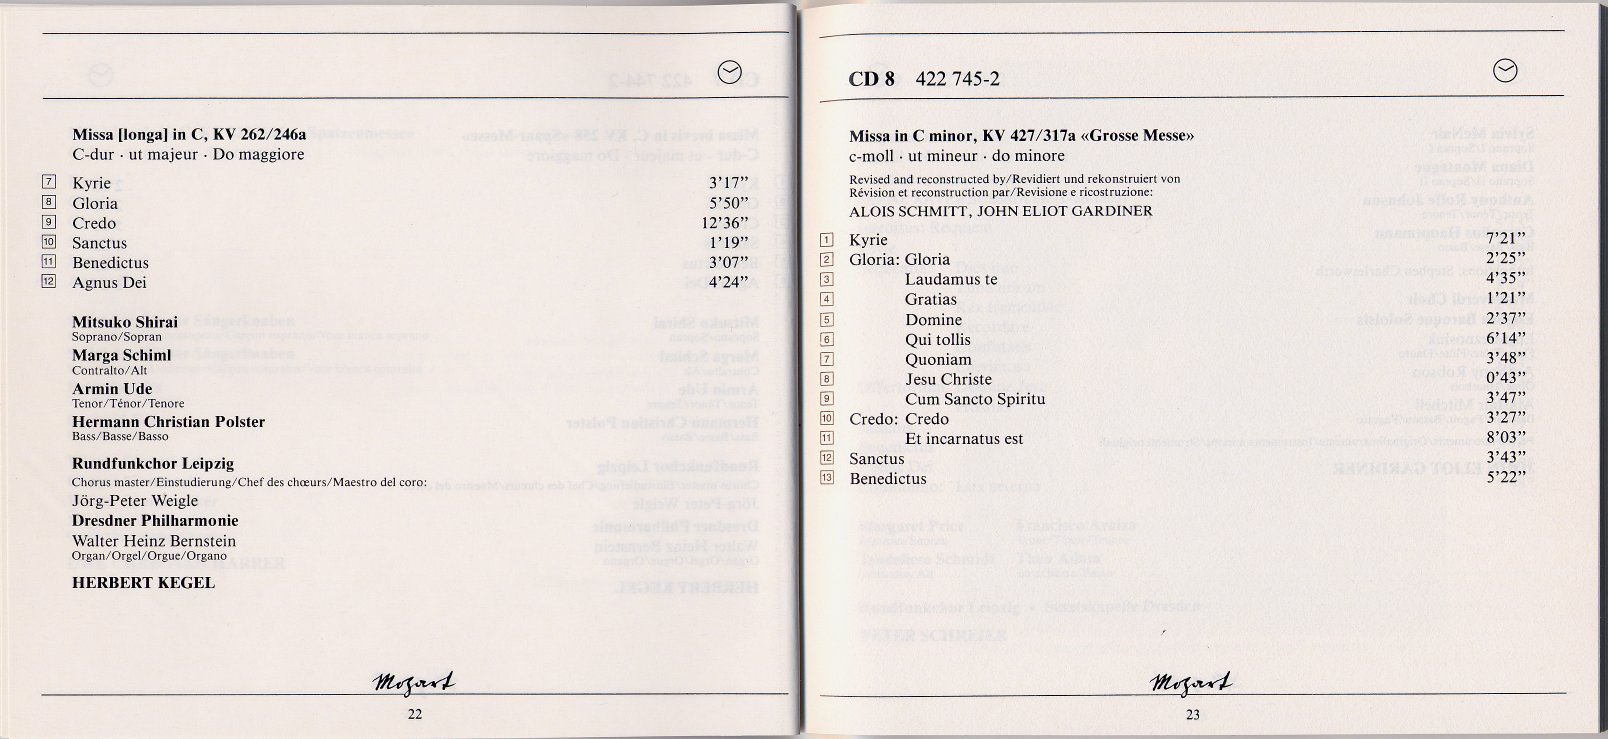 Missa [longa] in C, KV 262/246a
C-dur · ut majeur · Do maggiore
7 Kyrie 3’17”
8 Gloria 5’50”
9 Credo 12’36”
10 Sanctus 1’19”
11 Benedictus 3’07”
12 Agnus Dei 4’24”
Mitsuko Shirai
Soprano/Sopran
Marga Schiml
Contralto/Alt
Armin Ude
Tenor/Ténor/Tenore
Hermann Christian Polster
Bass/Basse/Basso
Rundfunkchor Leipzig
Chorus master/Einstudierung/Chef des chœurs/Maestro del coro:
Jörg-Peter Weigle
Dresdner Philharmonie
Walter Heinz Bernstein
Organ/Orgel/Orgue/Organo
HERBERT KEGEL
Mozart
22
CD 8 422 745-2
Missa in C minor, KV 427/317a «Grosse Messe»
c-moll · ut mineur · do minore
Revised and reconstructed by/Revidiert und rekonstruiert von
Révision et reconstruction par/Revisione e ricostruzione:
ALOIS SCHMITT, JOHN ELIOT GARDINER
1 Kyrie 7’21”
2 Gloria: Gloria 2’25”
3 Laudamus te 4’35”
4 Gratias 1’21”
5 Domine 2’37”
6 Qui tollis 6’14”
7 Quoniam 3’48”
8 Jesu Christe 0’43”
9 Cum Sancto Spiritu 3’47”
10 Credo: Credo 3’27”
11 Et incarnatus est 8’03”
12 Sanctus 3’43”
13 Benedictus 5’22”
Mozart
23